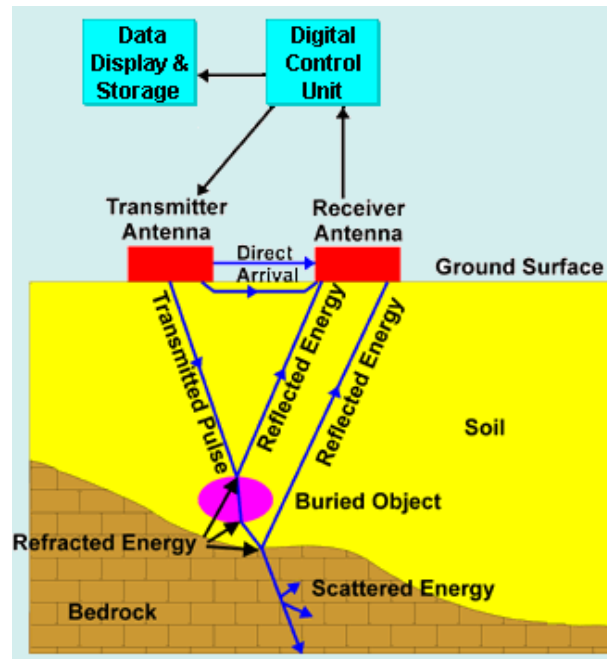 Data
Display &
Storage
Digital
Control
Unit
Transmitter
Antenna
Receiver
Antenna
Direct
Arrival
Ground Surface
Transmitted Pulse
Reflected Energy
Reflected Energy
Soil
Buried Object
Refracted Energy
Scattered Energy
Bedrock